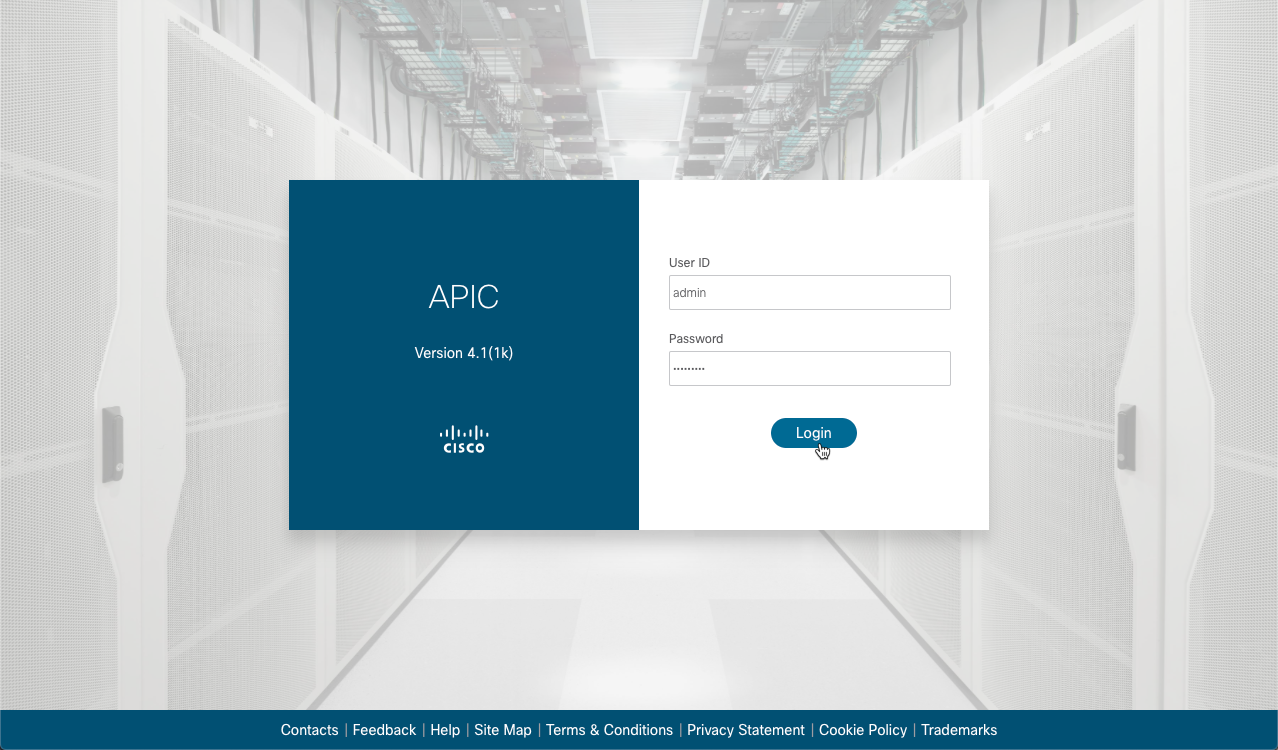 APIC
Version 4.1(1k)
CISCO
User ID
admin
Password
•••••••••
Login
Contacts | Feedback | Help | Site Map | Terms & Conditions | Privacy Statement | Cookie Policy | Trademarks